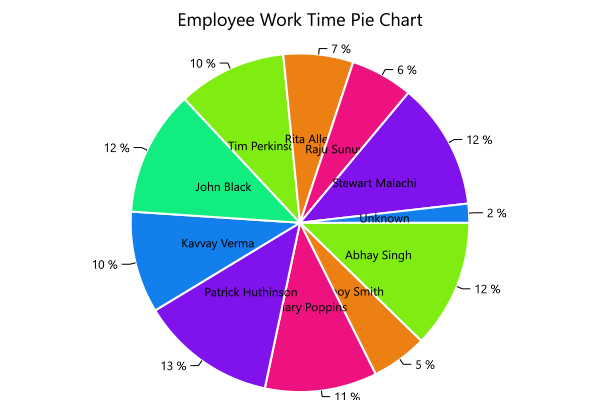 Employee Work Time Pie Chart
7 %
10 %
6 %
12 %
Tim Perkins
Rita Alle
Raju Sunu
12 %
Stewart Malachi
John Black
2 %
Unknown
Kavvay Verma
Abhay Singh
10 %
12 %
Patrick Huthinson
oy Smith
ary Poppins
13 %
5 %
11 %